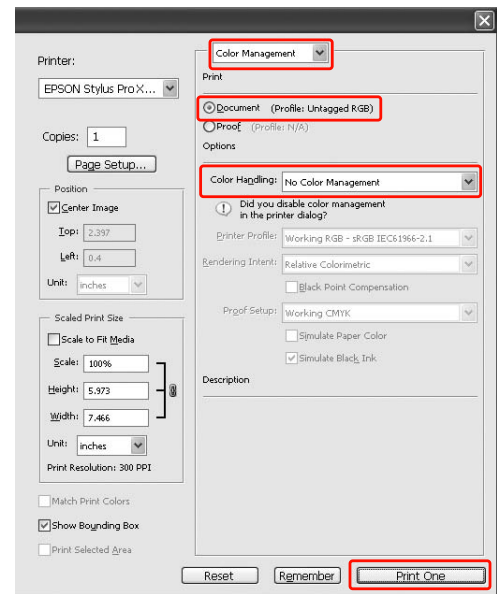 Printer:
EPSON Stylus Pro X...
Copies: 1
Page Setup...
Position
Center Image
Top: 2.397
Left: 0.4
Unit: inches
Scaled Print Size
Scale to Fit Media
Scale: 100%
Height: 5.973
Width: 7.466
Unit: inches
Print Resolution: 300 PPI
Match Print Colors
Show Bounding Box
Print Selected Area
Color Management
Print
Document (Profile: Untagged RGB)
Proof (Profile: N/A)
Options
Color Handling: No Color Management
Did you disable color management
in the printer dialog?
Printer Profile: Working RGB - sRGB IEC61966-2.1
Rendering Intent: Relative Colorimetric
Black Point Compensation
Proof Setup: Working CMYK
Simulate Paper Color
Simulate Black Ink
Description
Reset Remember Print One